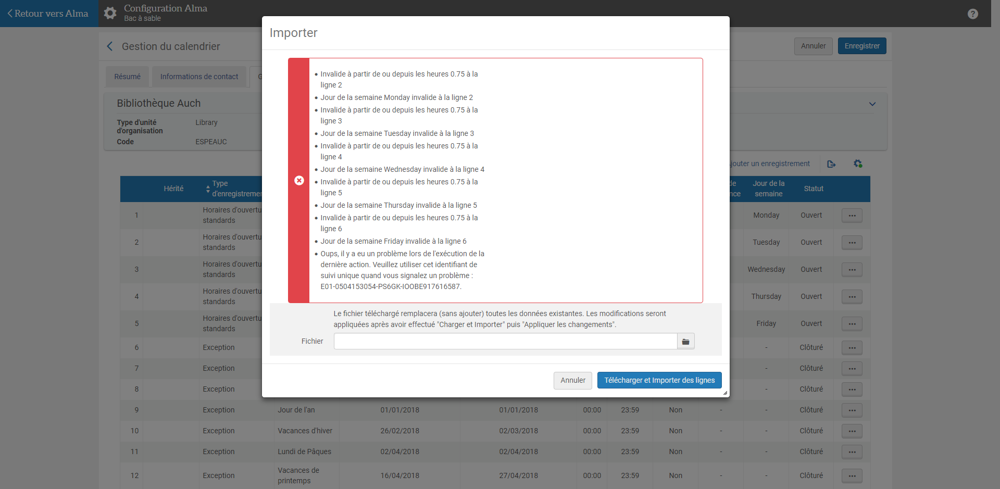 Retour vers Alma
Configuration Alma
Bac à sable
?
Gestion du calendrier
Annuler
Enregistrer
Résumé
Informations de contact
G
Bibliothèque Auch
Type d'unité
d'organisation
Library
Code
ESPEAUC
jouter un enregistrement
Importer
Invalide à partir de ou depuis les heures 0.75 à la
ligne 2
Jour de la semaine Monday invalide à la ligne 2
Invalide à partir de ou depuis les heures 0.75 à la
ligne 3
Jour de la semaine Tuesday invalide à la ligne 3
Invalide à partir de ou depuis les heures 0.75 à la
ligne 4
Jour de la semaine Wednesday invalide à la ligne 4
Invalide à partir de ou depuis les heures 0.75 à la
ligne 5
Jour de la semaine Thursday invalide à la ligne 5
Invalide à partir de ou depuis les heures 0.75 à la
ligne 6
Jour de la semaine Friday invalide à la ligne 6
Oups, il y a eu un problème lors de l'exécution de la
dernière action. Veuillez utiliser cet identifiant de
suivi unique quand vous signalez un problème :
E01-0504153054-PS6GK-IOOBE917616587.
Le fichier téléchargé remplacera (sans ajouter) toutes les données existantes. Les modifications seront
appliquées après avoir effectué "Charger et Importer" puis "Appliquer les changements".
Fichier
Annuler
Télécharger et Importer des lignes
Hérité
Type
d'enregistremen
de
nce
Jour de la
semaine
Statut
1 Horaires d'ouvertu
standards
Monday Ouvert
2 Horaires d'ouvertu
standards
Tuesday Ouvert
3 Horaires d'ouvertu
standards
Wednesday Ouvert
4 Horaires d'ouvertu
standards
Thursday Ouvert
5 Horaires d'ouvertu
standards
Friday Ouvert
6 Exception - Clôturé
7 Exception - Clôturé
8 Exception - Clôturé
9 Exception Jour de l'an 01/01/2018 01/01/2018 00:00 23:59 Non - - Clôturé
10 Exception Vacances d'hiver 26/02/2018 02/03/2018 00:00 23:59 Non - - Clôturé
11 Exception Lundi de Pâques 02/04/2018 02/04/2018 00:00 23:59 Non - - Clôturé
12 Exception Vacances de
printemps
16/04/2018 27/04/2018 00:00 23:59 Non - - Clôturé